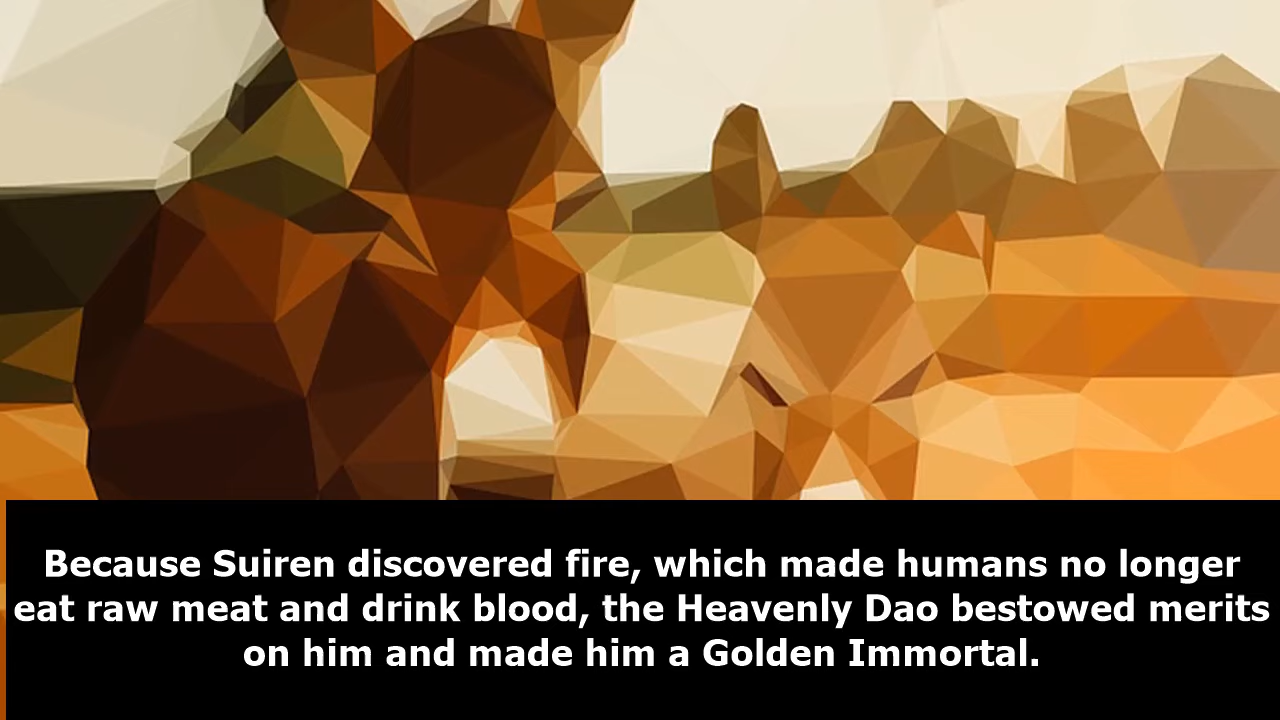 Because Suiren discovered fire, which made humans no longer
eat raw meat and drink blood, the Heavenly Dao bestowed merits
on him and made him a Golden Immortal.